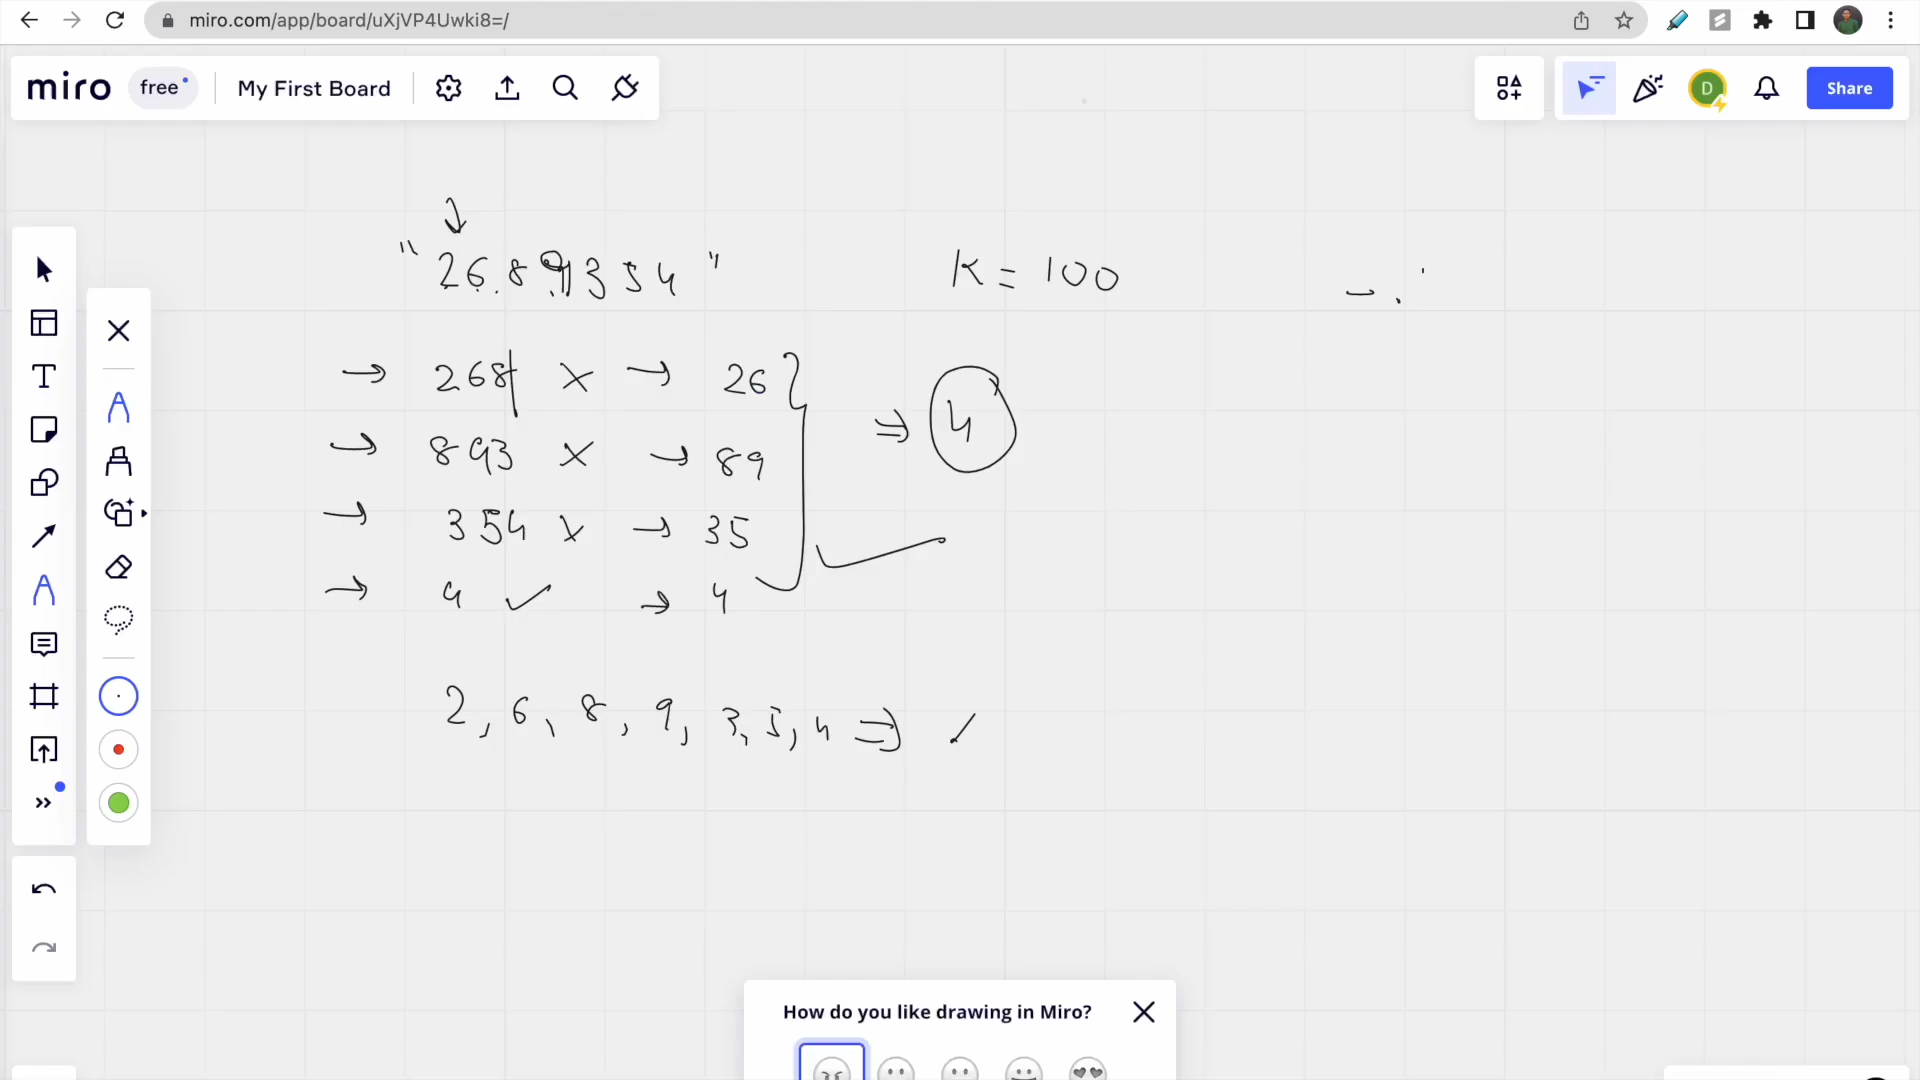 miro.com/app/board/uXjVP4Uwki8=/
miro free My First Board
D Share
"2689354" K = 100
→ 268 X → 26
⇒ 4
→ 893 X → 89
→ 354 X → 35
→ 4 ✓ → 4
2, 6, 8, 9, 3, 5, 4 ⇒
How do you like drawing in Miro?